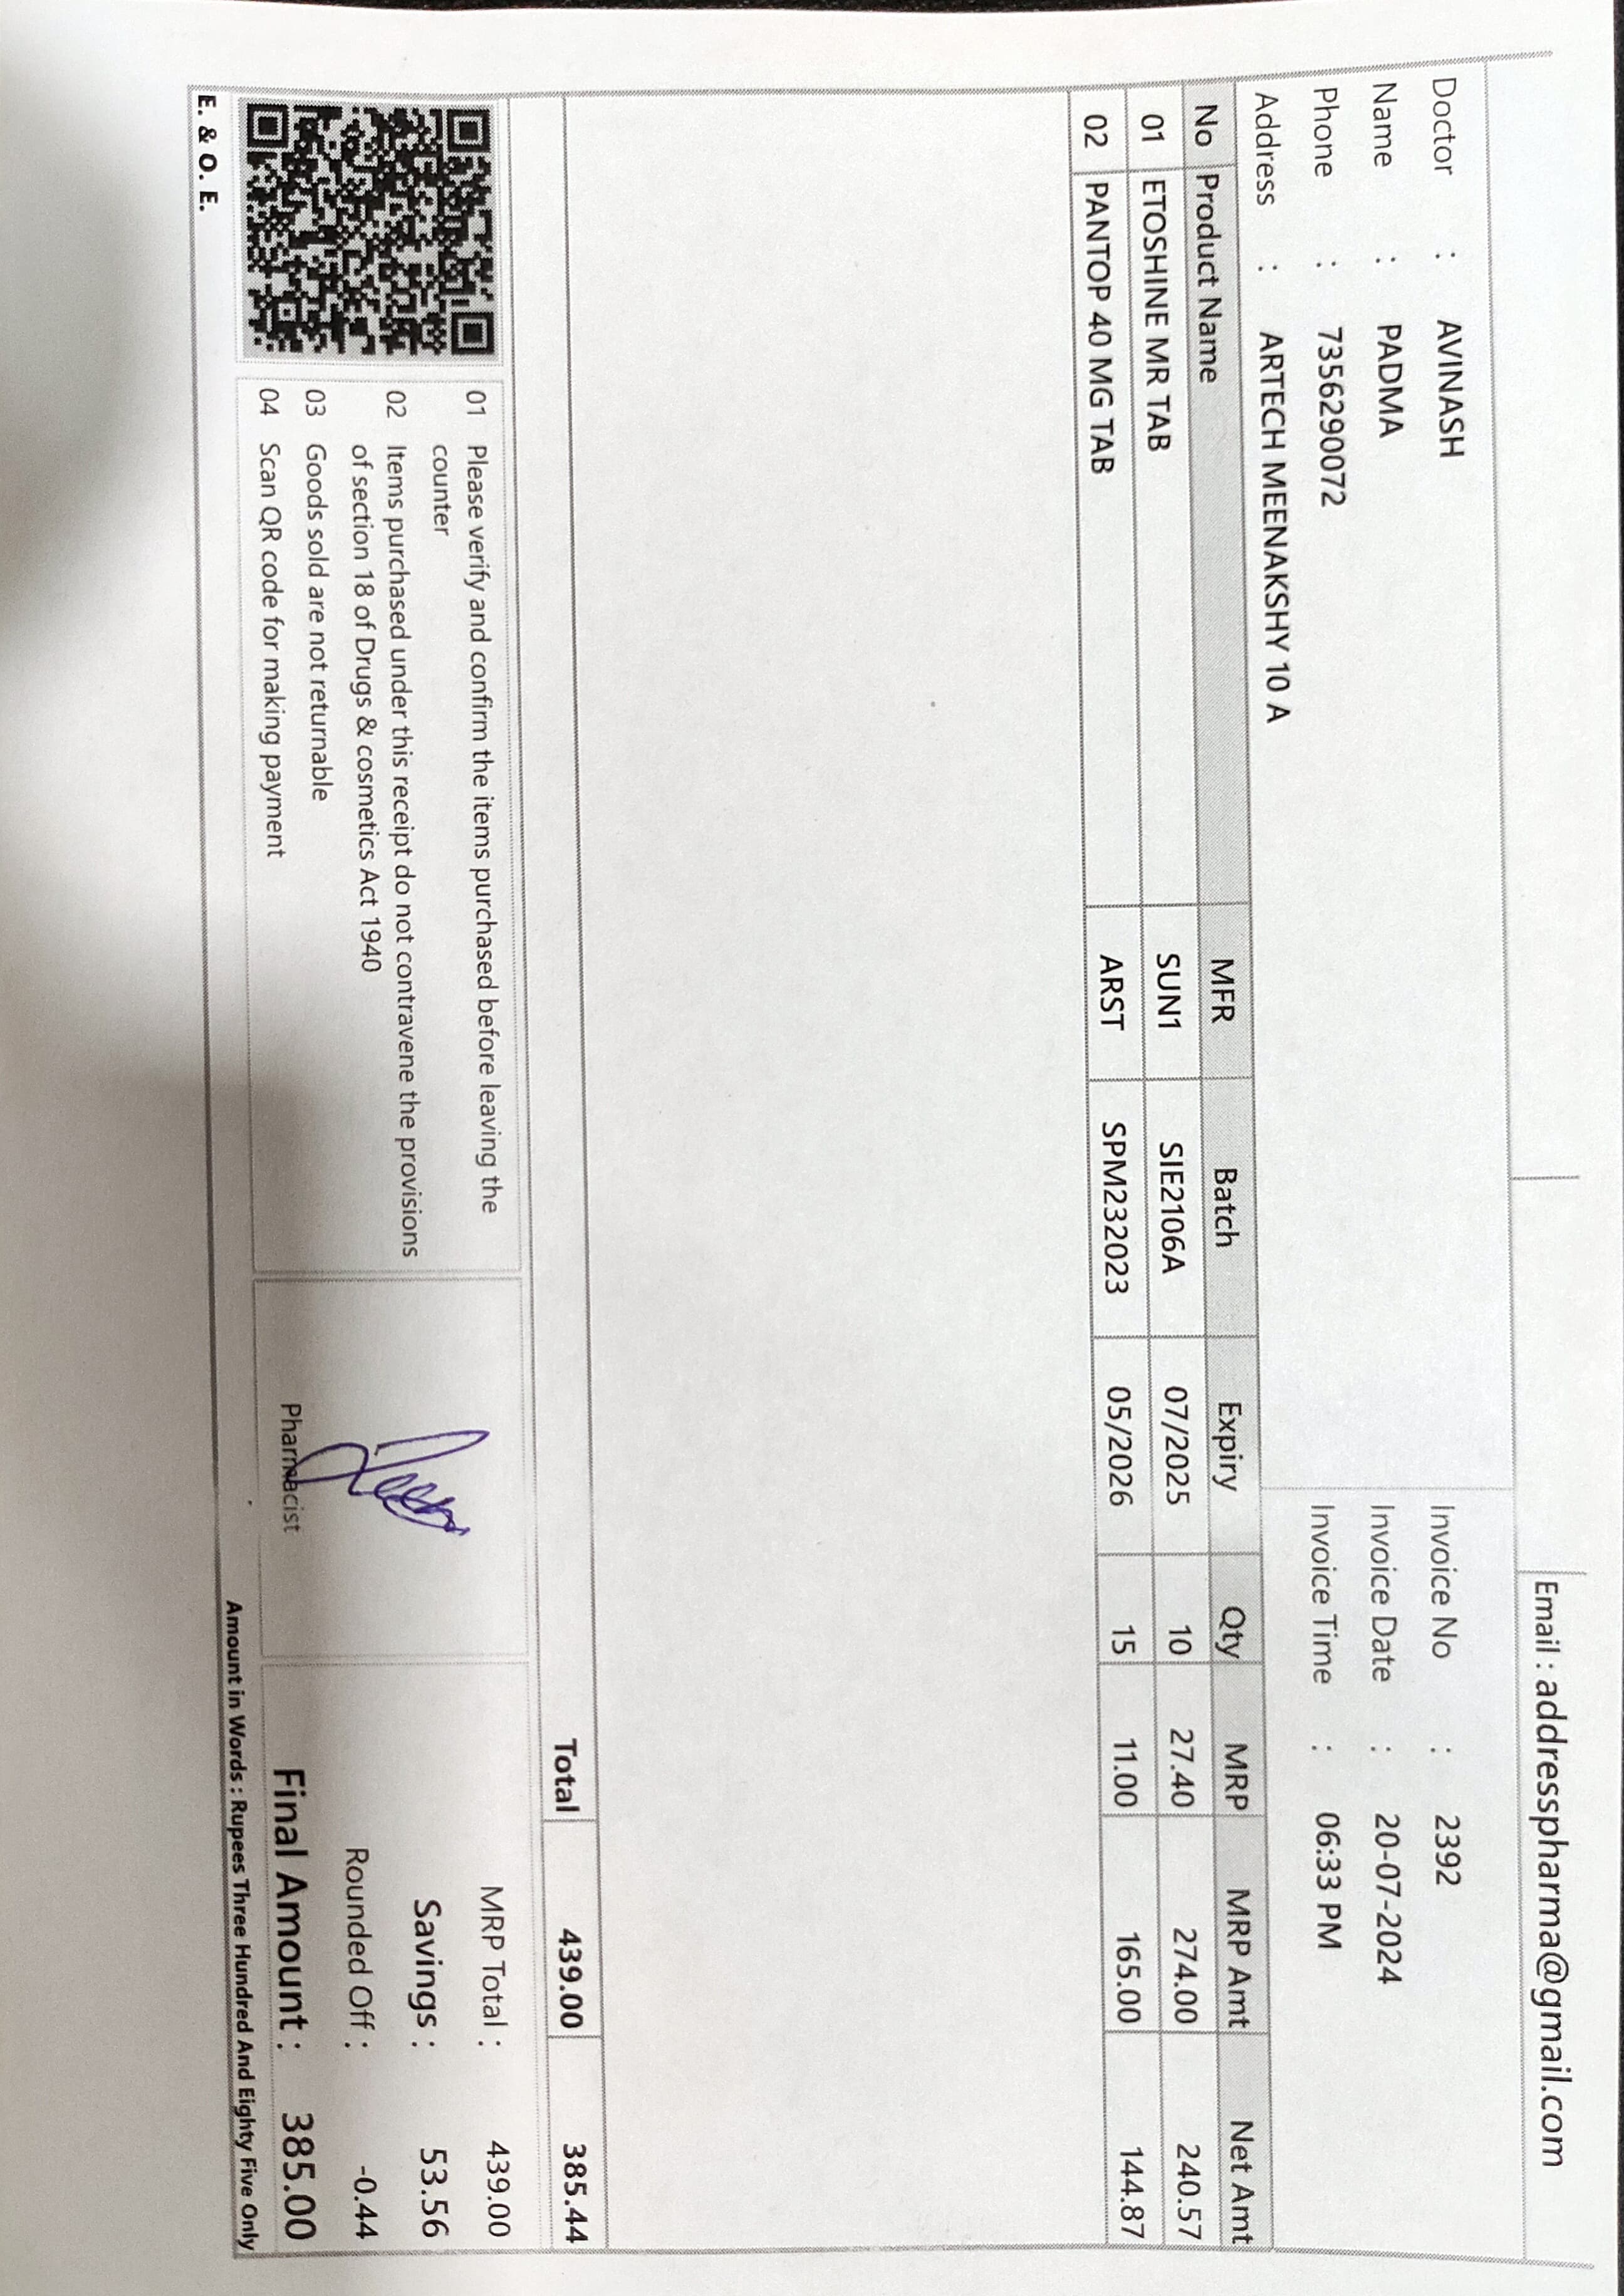 Email : addresspharma@gmail.com
Doctor : AVINASH
Name : PADMA
Phone : 7356290072
Address : ARTECH MEENAKSHY 10 A
Invoice No : 2392
Invoice Date : 20-07-2024
Invoice Time : 06:33 PM
No Product Name MFR Batch Expiry Qty MRP MRP Amt Net Amt
01 ETOSHINE MR TAB SUN1 SIE2106A 07/2025 10 27.40 274.00 240.57
02 PANTOP 40 MG TAB ARST SPM232023 05/2026 15 11.00 165.00 144.87
Total 439.00 385.44
01 Please verify and confirm the items purchased before leaving the
counter
02 Items purchased under this receipt do not contravene the provisions
of section 18 of Drugs & cosmetics Act 1940
03 Goods sold are not returnable
04 Scan QR code for making payment
Pharmacist
MRP Total : 439.00
Savings : 53.56
Rounded Off : -0.44
Final Amount : 385.00
Amount in Words : Rupees Three Hundred And Eighty Five Only
E. & O. E.